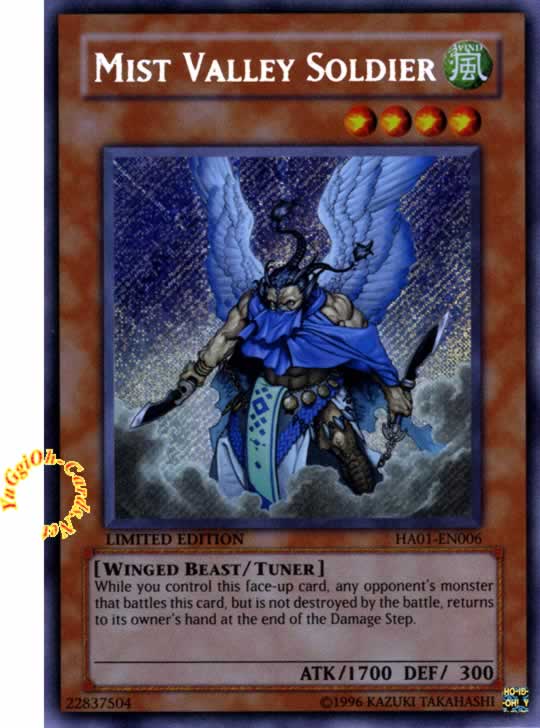 MIST VALLEY SOLDIER
WIND
風
YuGgiOh-Cards.Net
LIMITED EDITION HA01-EN006
[WINGED BEAST/TUNER]
While you control this face-up card, any opponent's monster
that battles this card, but is not destroyed by the battle, returns
to its owner's hand at the end of the Damage Step.
ATK/1700 DEF/ 300
22837504 ©1996 KAZUKI TAKAHASHI